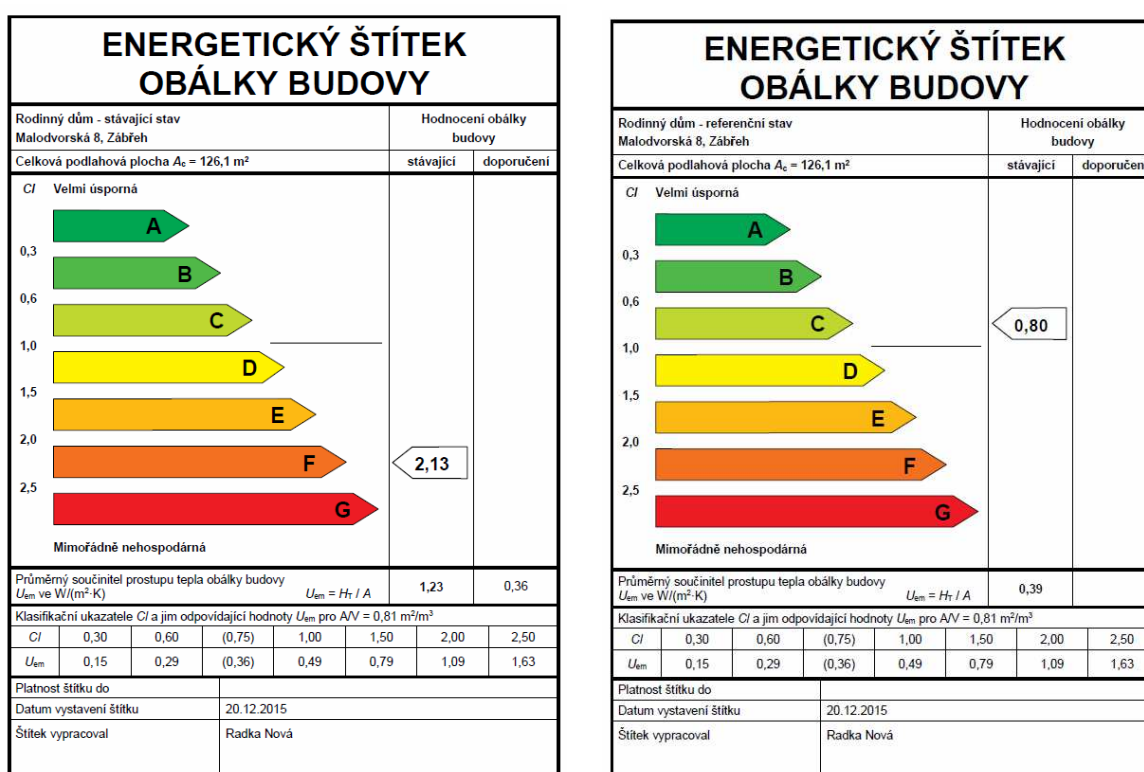 ENERGETICKÝ ŠTÍTEK
OBÁLKY BUDOVY
Rodinný dům - stávající stav
Malodvorská 8, Zábřeh
Hodnocení obálky
budovy
Celková podlahová plocha Ac = 126,1 m²
stávající doporučení
CI Velmi úsporná
A
0,3
B
0,6
C
1,0
D
1,5
E
2,0
F
2,13
2,5
G
Mimořádně nehospodárná
Průměrný součinitel prostupu tepla obálky budovy
Uem ve W/(m²·K) Uem = HT / A 1,23 0,36
Klasifikační ukazatele CI a jim odpovídající hodnoty Uem pro A/V = 0,81 m²/m³
CI 0,30 0,60 (0,75) 1,00 1,50 2,00 2,50
Uem 0,15 0,29 (0,36) 0,49 0,79 1,09 1,63
Platnost štítku do
Datum vystavení štítku 20.12.2015
Štítek vypracoval Radka Nová
ENERGETICKÝ ŠTÍTEK
OBÁLKY BUDOVY
Rodinný dům - referenční stav
Malodvorská 8, Zábřeh
Hodnocení obálky
budovy
Celková podlahová plocha Ac = 126,1 m²
stávající doporučen
CI Velmi úsporná
A
0,3
B
0,6
C
0,80
1,0
D
1,5
E
2,0
F
2,5
G
Mimořádně nehospodárná
Průměrný součinitel prostupu tepla obálky budovy
Uem ve W/(m²·K) Uem = HT / A 0,39
Klasifikační ukazatele CI a jim odpovídající hodnoty Uem pro A/V = 0,81 m²/m³
CI 0,30 0,60 (0,75) 1,00 1,50 2,00 2,50
Uem 0,15 0,29 (0,36) 0,49 0,79 1,09 1,63
Platnost štítku do
Datum vystavení štítku 20.12.2015
Štítek vypracoval Radka Nová